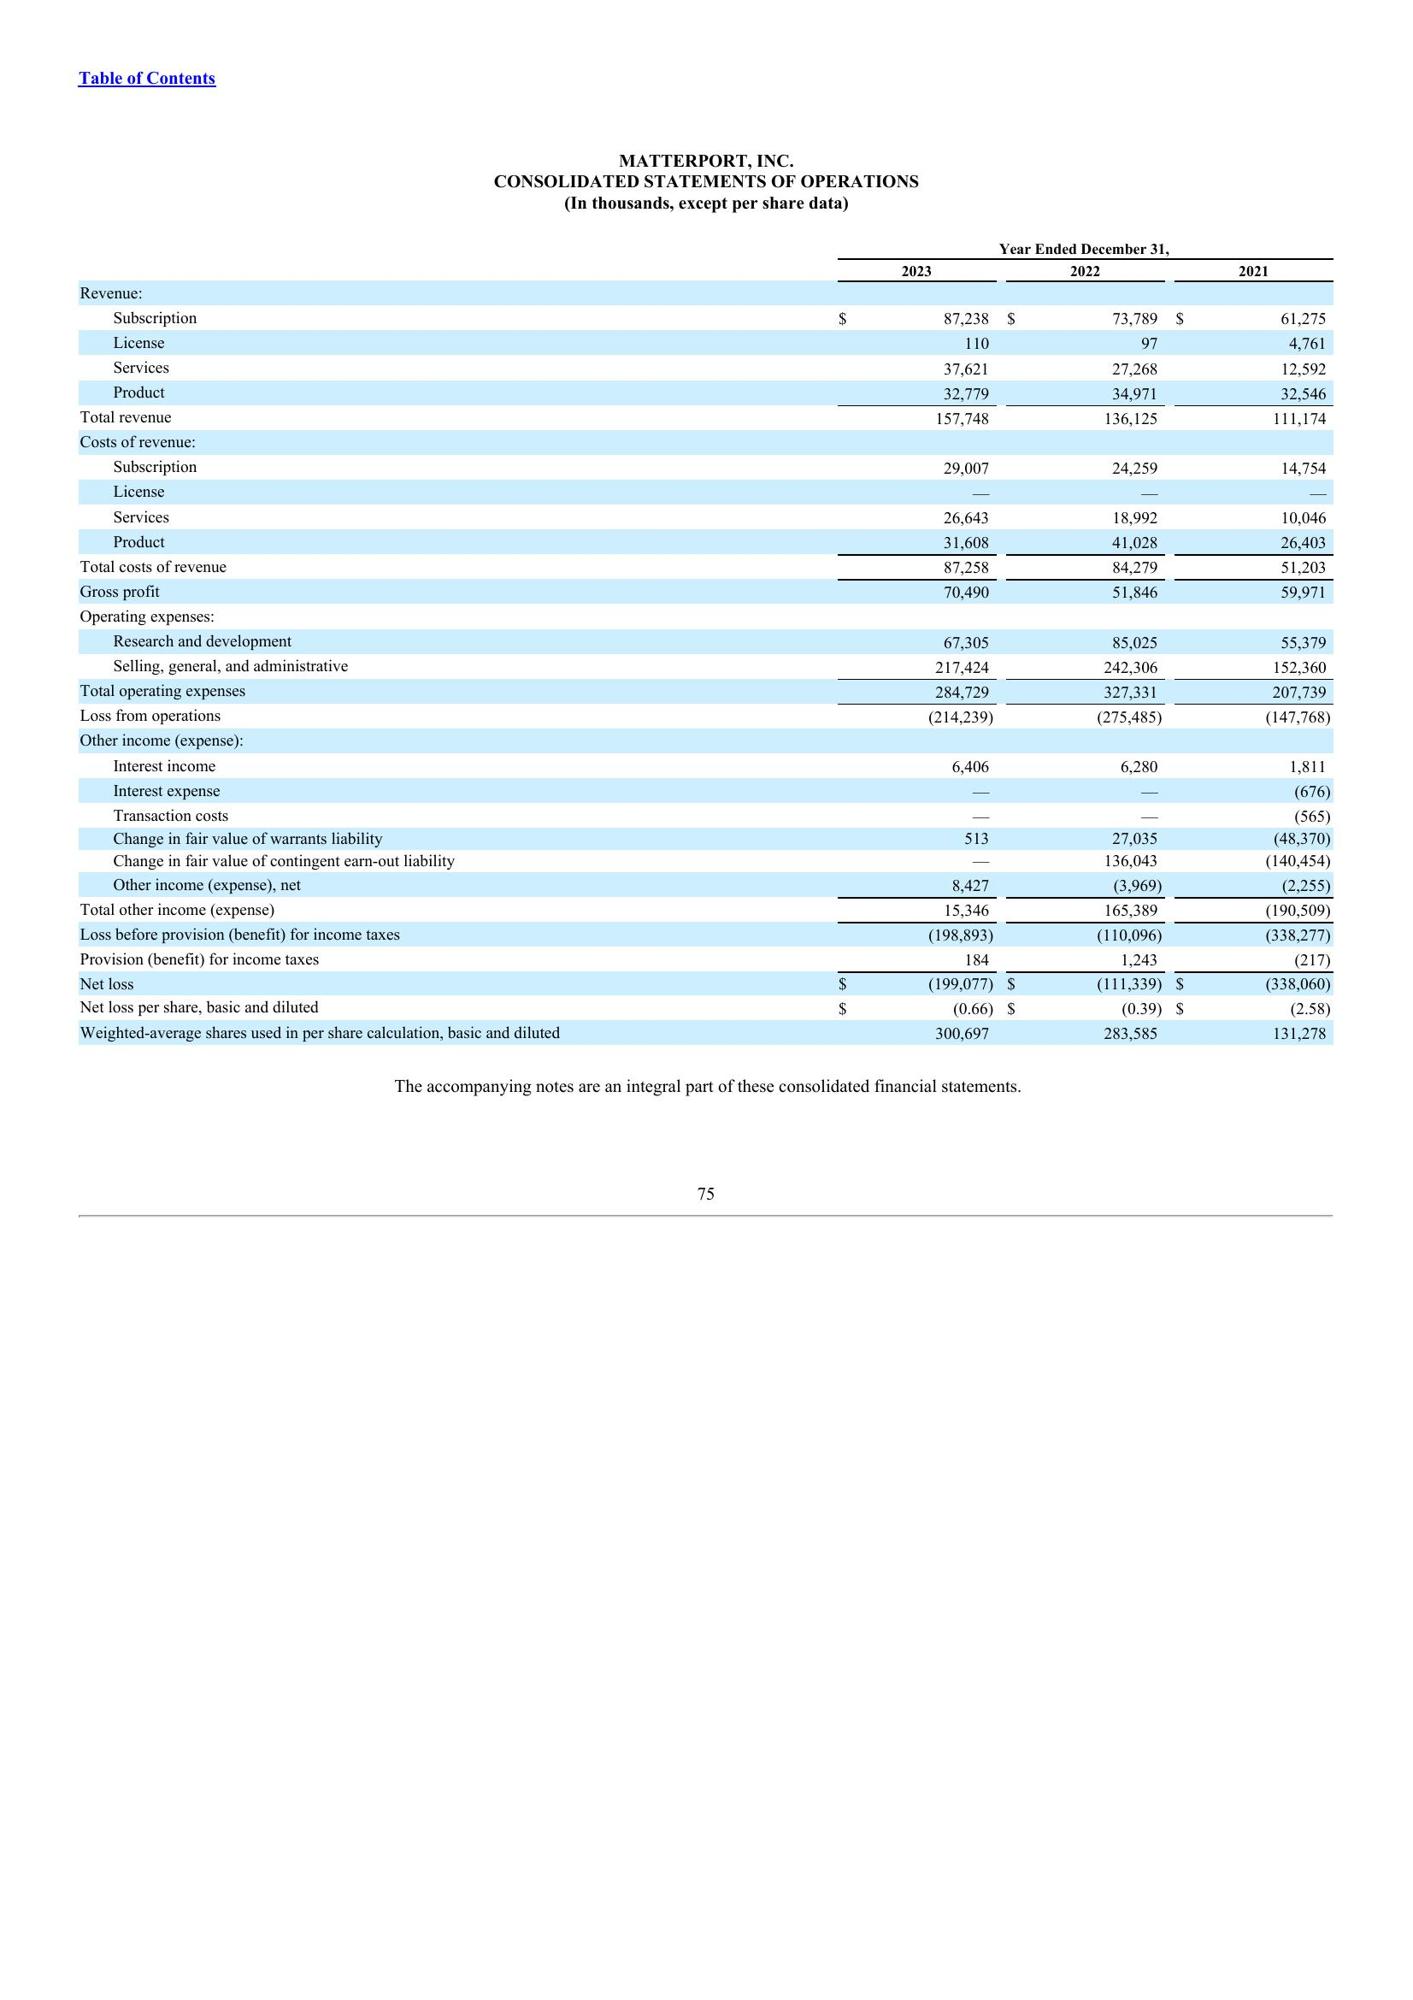 Table of Contents
MATTERPORT, INC.
CONSOLIDATED STATEMENTS OF OPERATIONS
(In thousands, except per share data)
Year Ended December 31,
2023 2022 2021
Revenue:
Subscription $ 87,238 $ 73,789 $ 61,275
License 110 97 4,761
Services 37,621 27,268 12,592
Product 32,779 34,971 32,546
Total revenue 157,748 136,125 111,174
Costs of revenue:
Subscription 29,007 24,259 14,754
License — — —
Services 26,643 18,992 10,046
Product 31,608 41,028 26,403
Total costs of revenue 87,258 84,279 51,203
Gross profit 70,490 51,846 59,971
Operating expenses:
Research and development 67,305 85,025 55,379
Selling, general, and administrative 217,424 242,306 152,360
Total operating expenses 284,729 327,331 207,739
Loss from operations (214,239) (275,485) (147,768)
Other income (expense):
Interest income 6,406 6,280 1,811
Interest expense — — (676)
Transaction costs — — (565)
Change in fair value of warrants liability 513 27,035 (48,370)
Change in fair value of contingent earn-out liability — 136,043 (140,454)
Other income (expense), net 8,427 (3,969) (2,255)
Total other income (expense) 15,346 165,389 (190,509)
Loss before provision (benefit) for income taxes (198,893) (110,096) (338,277)
Provision (benefit) for income taxes 184 1,243 (217)
Net loss $ (199,077) $ (111,339) $ (338,060)
Net loss per share, basic and diluted $ (0.66) $ (0.39) $ (2.58)
Weighted-average shares used in per share calculation, basic and diluted 300,697 283,585 131,278
The accompanying notes are an integral part of these consolidated financial statements.
75